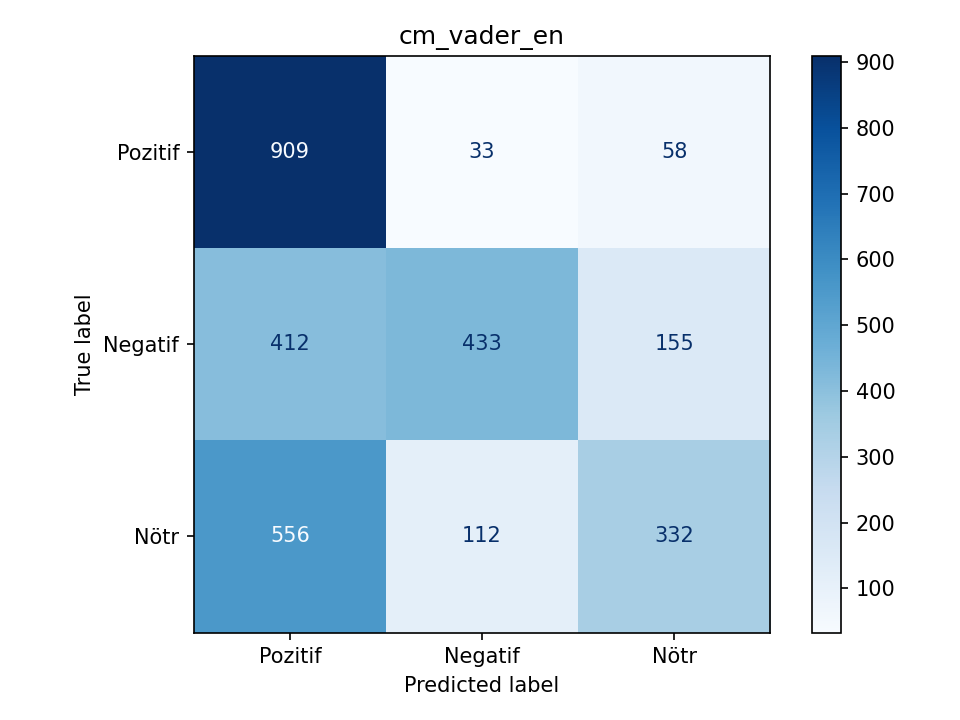 cm_vader_en
True label
Pozitif
909 33 58
Negatif
412 433 155
Nötr
556 112 332
Pozitif Negatif Nötr
Predicted label
900
800
700
600
500
400
300
200
100